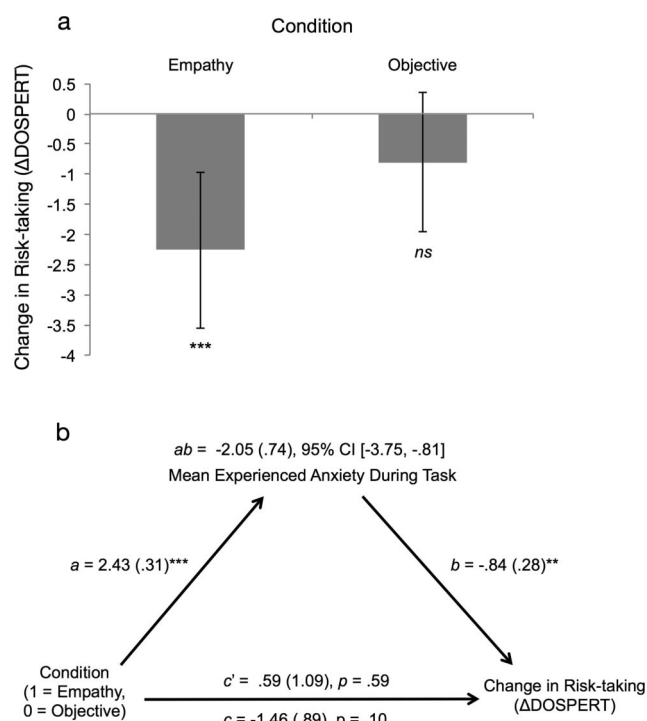 a
Condition
Empathy
Objective
Change in Risk-taking (ΔDOSPERT)
0.5
0
-0.5
-1
-1.5
-2
-2.5
-3
-3.5
-4
***
ns
b
ab = -2.05 (.74), 95% CI [-3.75, -.81]
Mean Experienced Anxiety During Task
a = 2.43 (.31)***
b = -.84 (.28)**
Condition
(1 = Empathy,
0 = Objective)
c' = .59 (1.09), p = .59
c = -1.46 (.89), p = .10
Change in Risk-taking
(ΔDOSPERT)